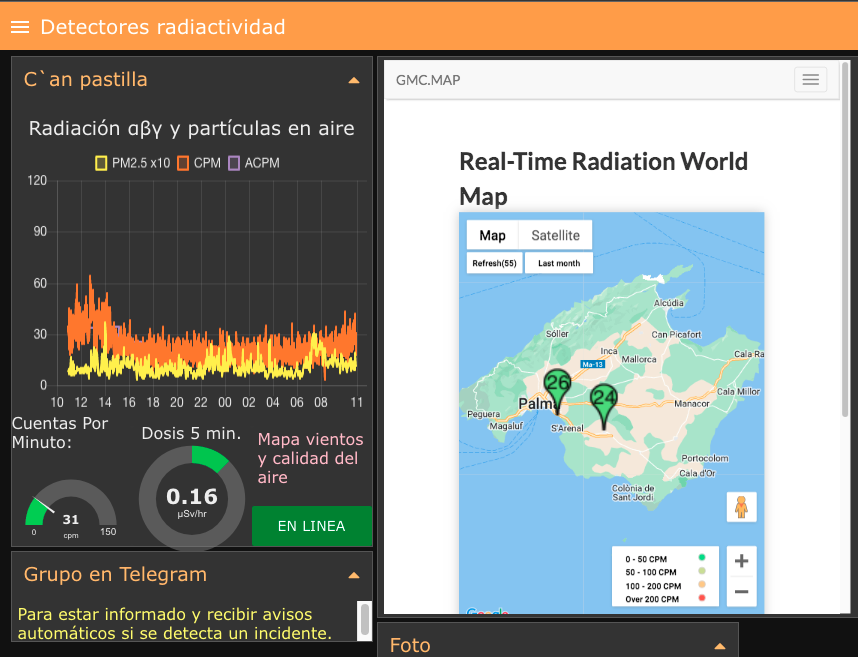 Detectores radiactividad
C`an pastilla
Radiación αβγ y partículas en aire
PM2.5 x10 CPM ACPM
120
90
60
30
0
10 12 14 16 18 20 22 00 02 04 06 08 11
Cuentas Por
Minuto:
31
cpm
0
150
Dosis 5 min.
0.16
µSv/hr
Mapa vientos
y calidad del
aire
EN LINEA
Grupo en Telegram
Para estar informado y recibir avisos
automáticos si se detecta un incidente.
GMC.MAP
Real-Time Radiation World
Map
Map Satellite
Refresh(55) Last month
Alcúdia
Sóller
Can Picafort
Inca
Mallorca
Cala Ra
Ma-13
26
24
Palma
Cala Millor
Manacor
Peguera
Magaluf
S'Arenal
Portocolom
Cala d'Or
Colònia de
Sant Jordi
0 - 50 CPM
50 - 100 CPM
100 - 200 CPM
Over 200 CPM
Google
Foto